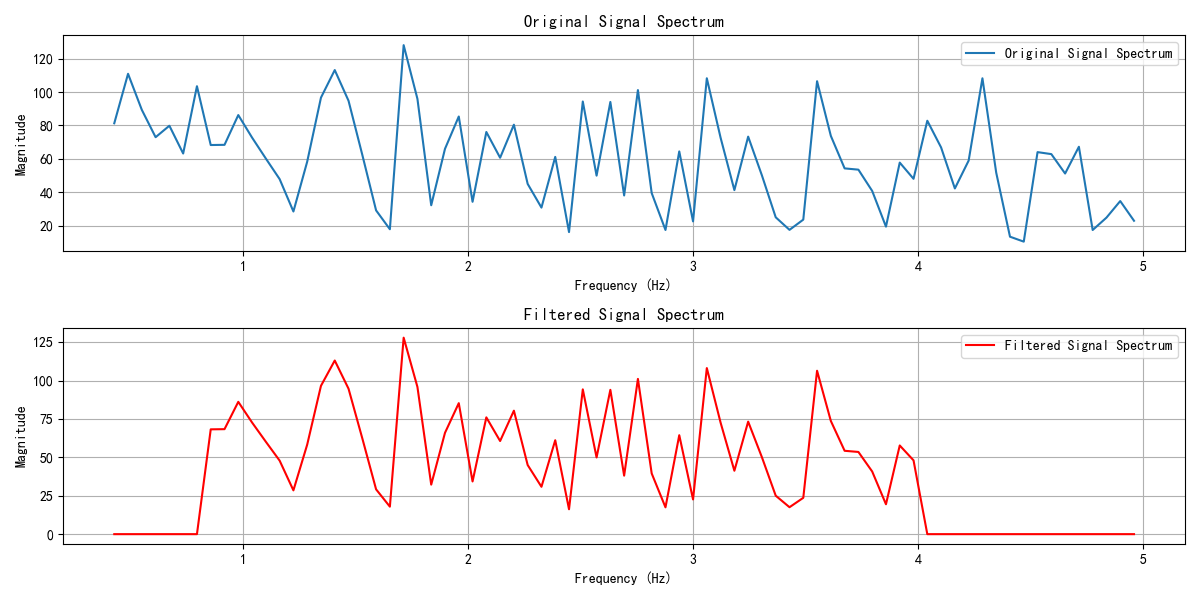 Original Signal Spectrum
120
100
80
60
40
20
Magnitude
Original Signal Spectrum
1
2
3
4
5
Frequency (Hz)
Filtered Signal Spectrum
125
100
75
50
25
0
Magnitude
Filtered Signal Spectrum
1
2
3
4
5
Frequency (Hz)